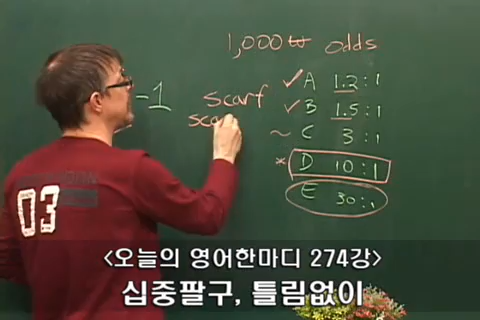 1,000₩ odds
✓ A 1.2:1
-1 scarf ✓ B 1.5:1
sca
~ C 3:1
* D 10:1
E 30:1
03
<오늘의 영어한마디 274강>
십중팔구, 틀림없이